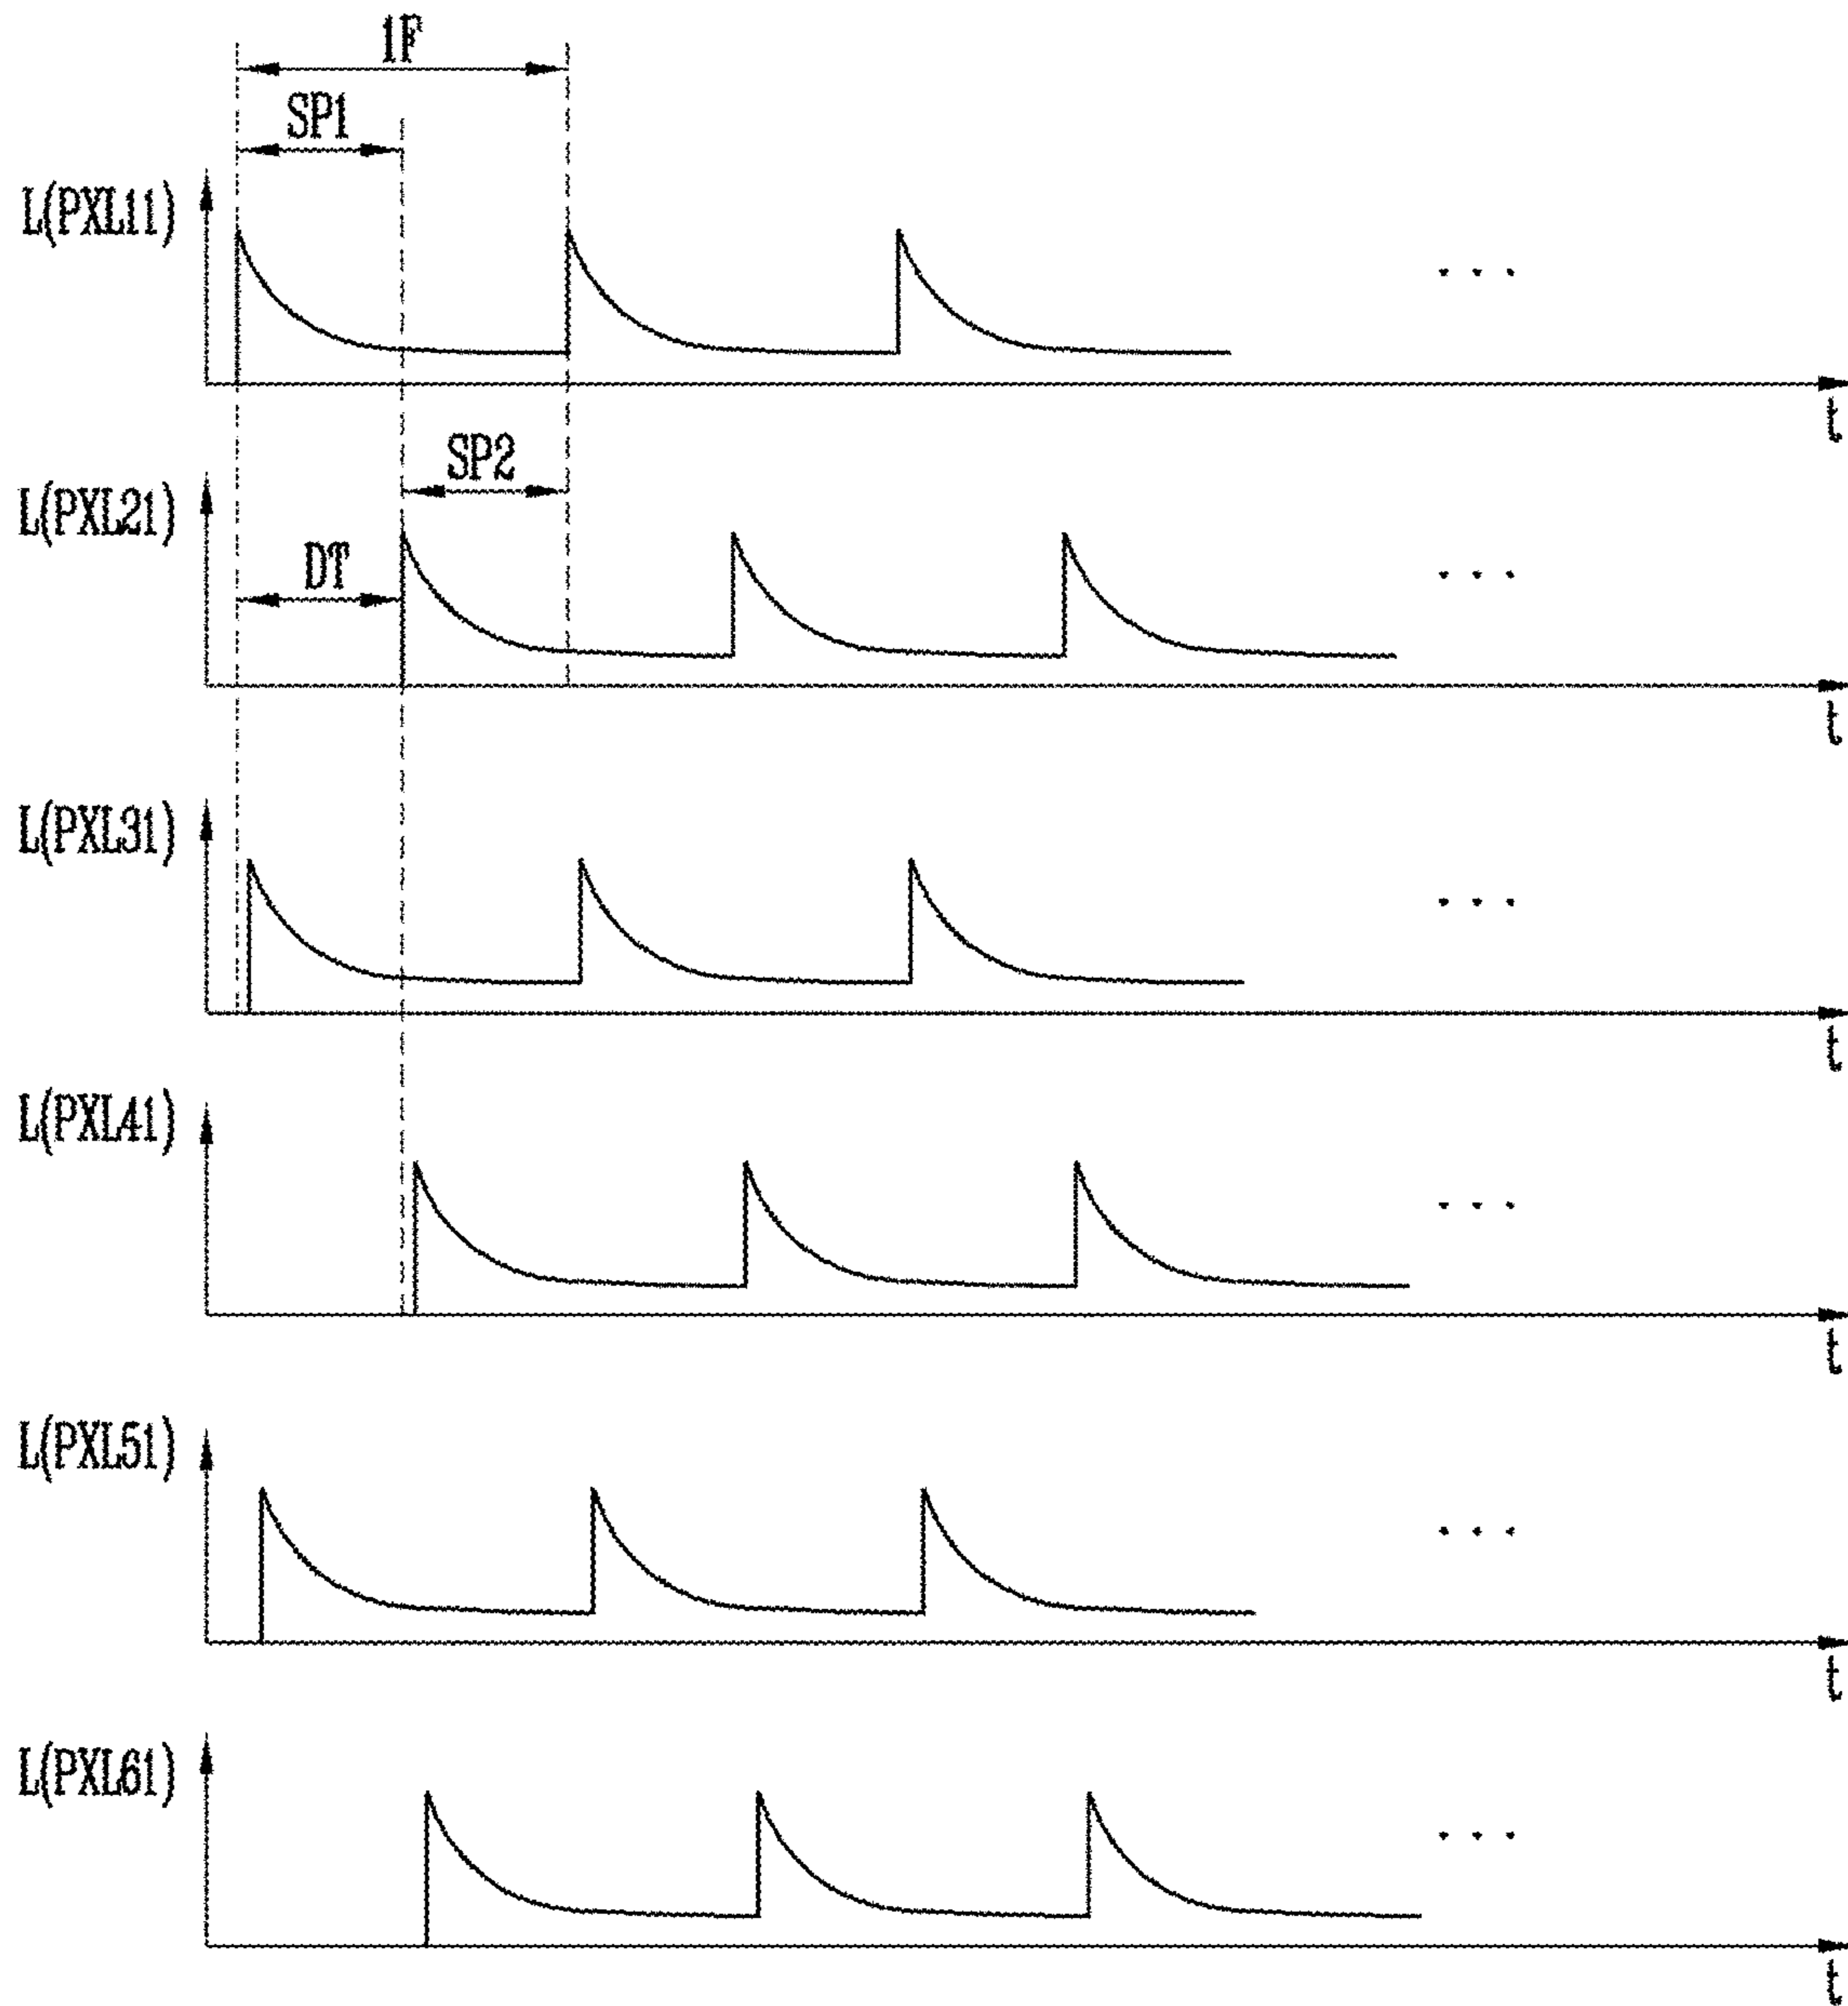 1F
SP1
L(PXL11)
. . .
t
SP2
L(PXL21)
DT
. . .
t
L(PXL31)
. . .
t
L(PXL41)
. . .
t
L(PXL51)
. . .
t
L(PXL61)
. . .
t